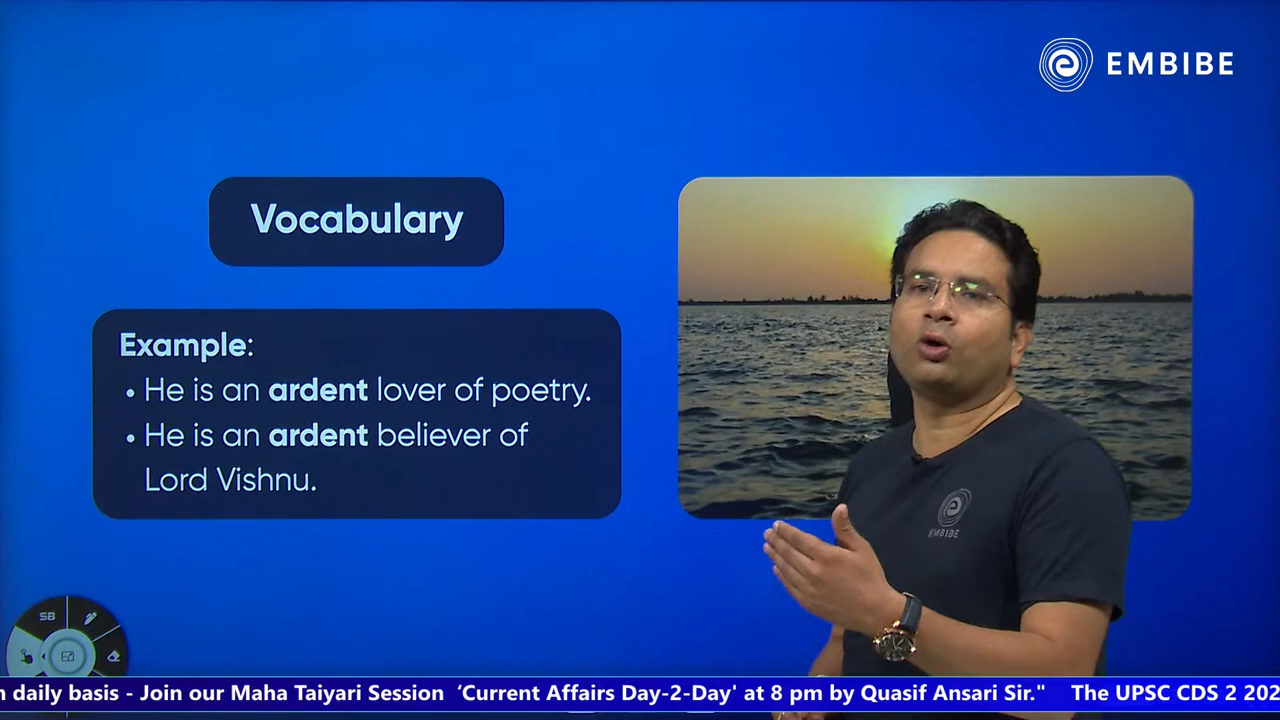 EMBIBE
Vocabulary
Example:
• He is an ardent lover of poetry.
• He is an ardent believer of
Lord Vishnu.
EMBIBE
SB
daily basis - Join our Maha Taiyari Session ‘Current Affairs Day-2-Day' at 8 pm by Quasif Ansari Sir." The UPSC CDS 2